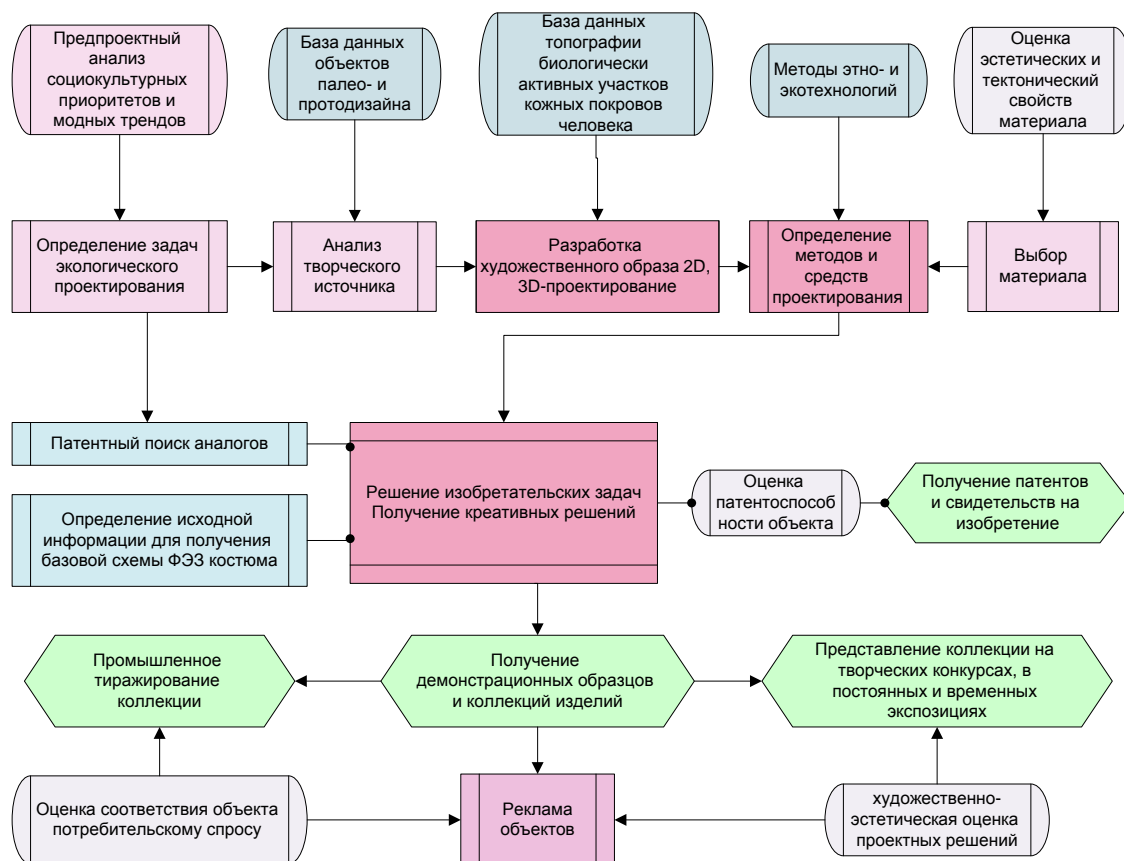 Предпроектный
анализ
социокультурных
приоритетов и
модных трендов
База данных
объектов
палео- и
протодизайна
База данных
топографии
биологически
активных участков
кожных покровов
человека
Методы этно- и
экотехнологий
Оценка
эстетических и
тектонический
свойств
материала
Определение задач
экологического
проектирования
Анализ
творческого
источника
Разработка
художественного образа 2D,
3D-проектирование
Определение
методов и
средств
проектирования
Выбор
материала
Патентный поиск аналогов
Определение исходной
информации для получения
базовой схемы ФЭЗ костюма
Решение изобретательских задач
Получение креативных решений
Оценка
патентоспособ
ности объекта
Получение патентов
и свидетельств на
изобретение
Промышленное
тиражирование
коллекции
Получение
демонстрационных образцов
и коллекций изделий
Представление коллекции на
творческих конкурсах, в
постоянных и временных
экспозициях
Оценка соответствия объекта
потребительскому спросу
Реклама
объектов
художественно-
эстетическая оценка
проектных решений